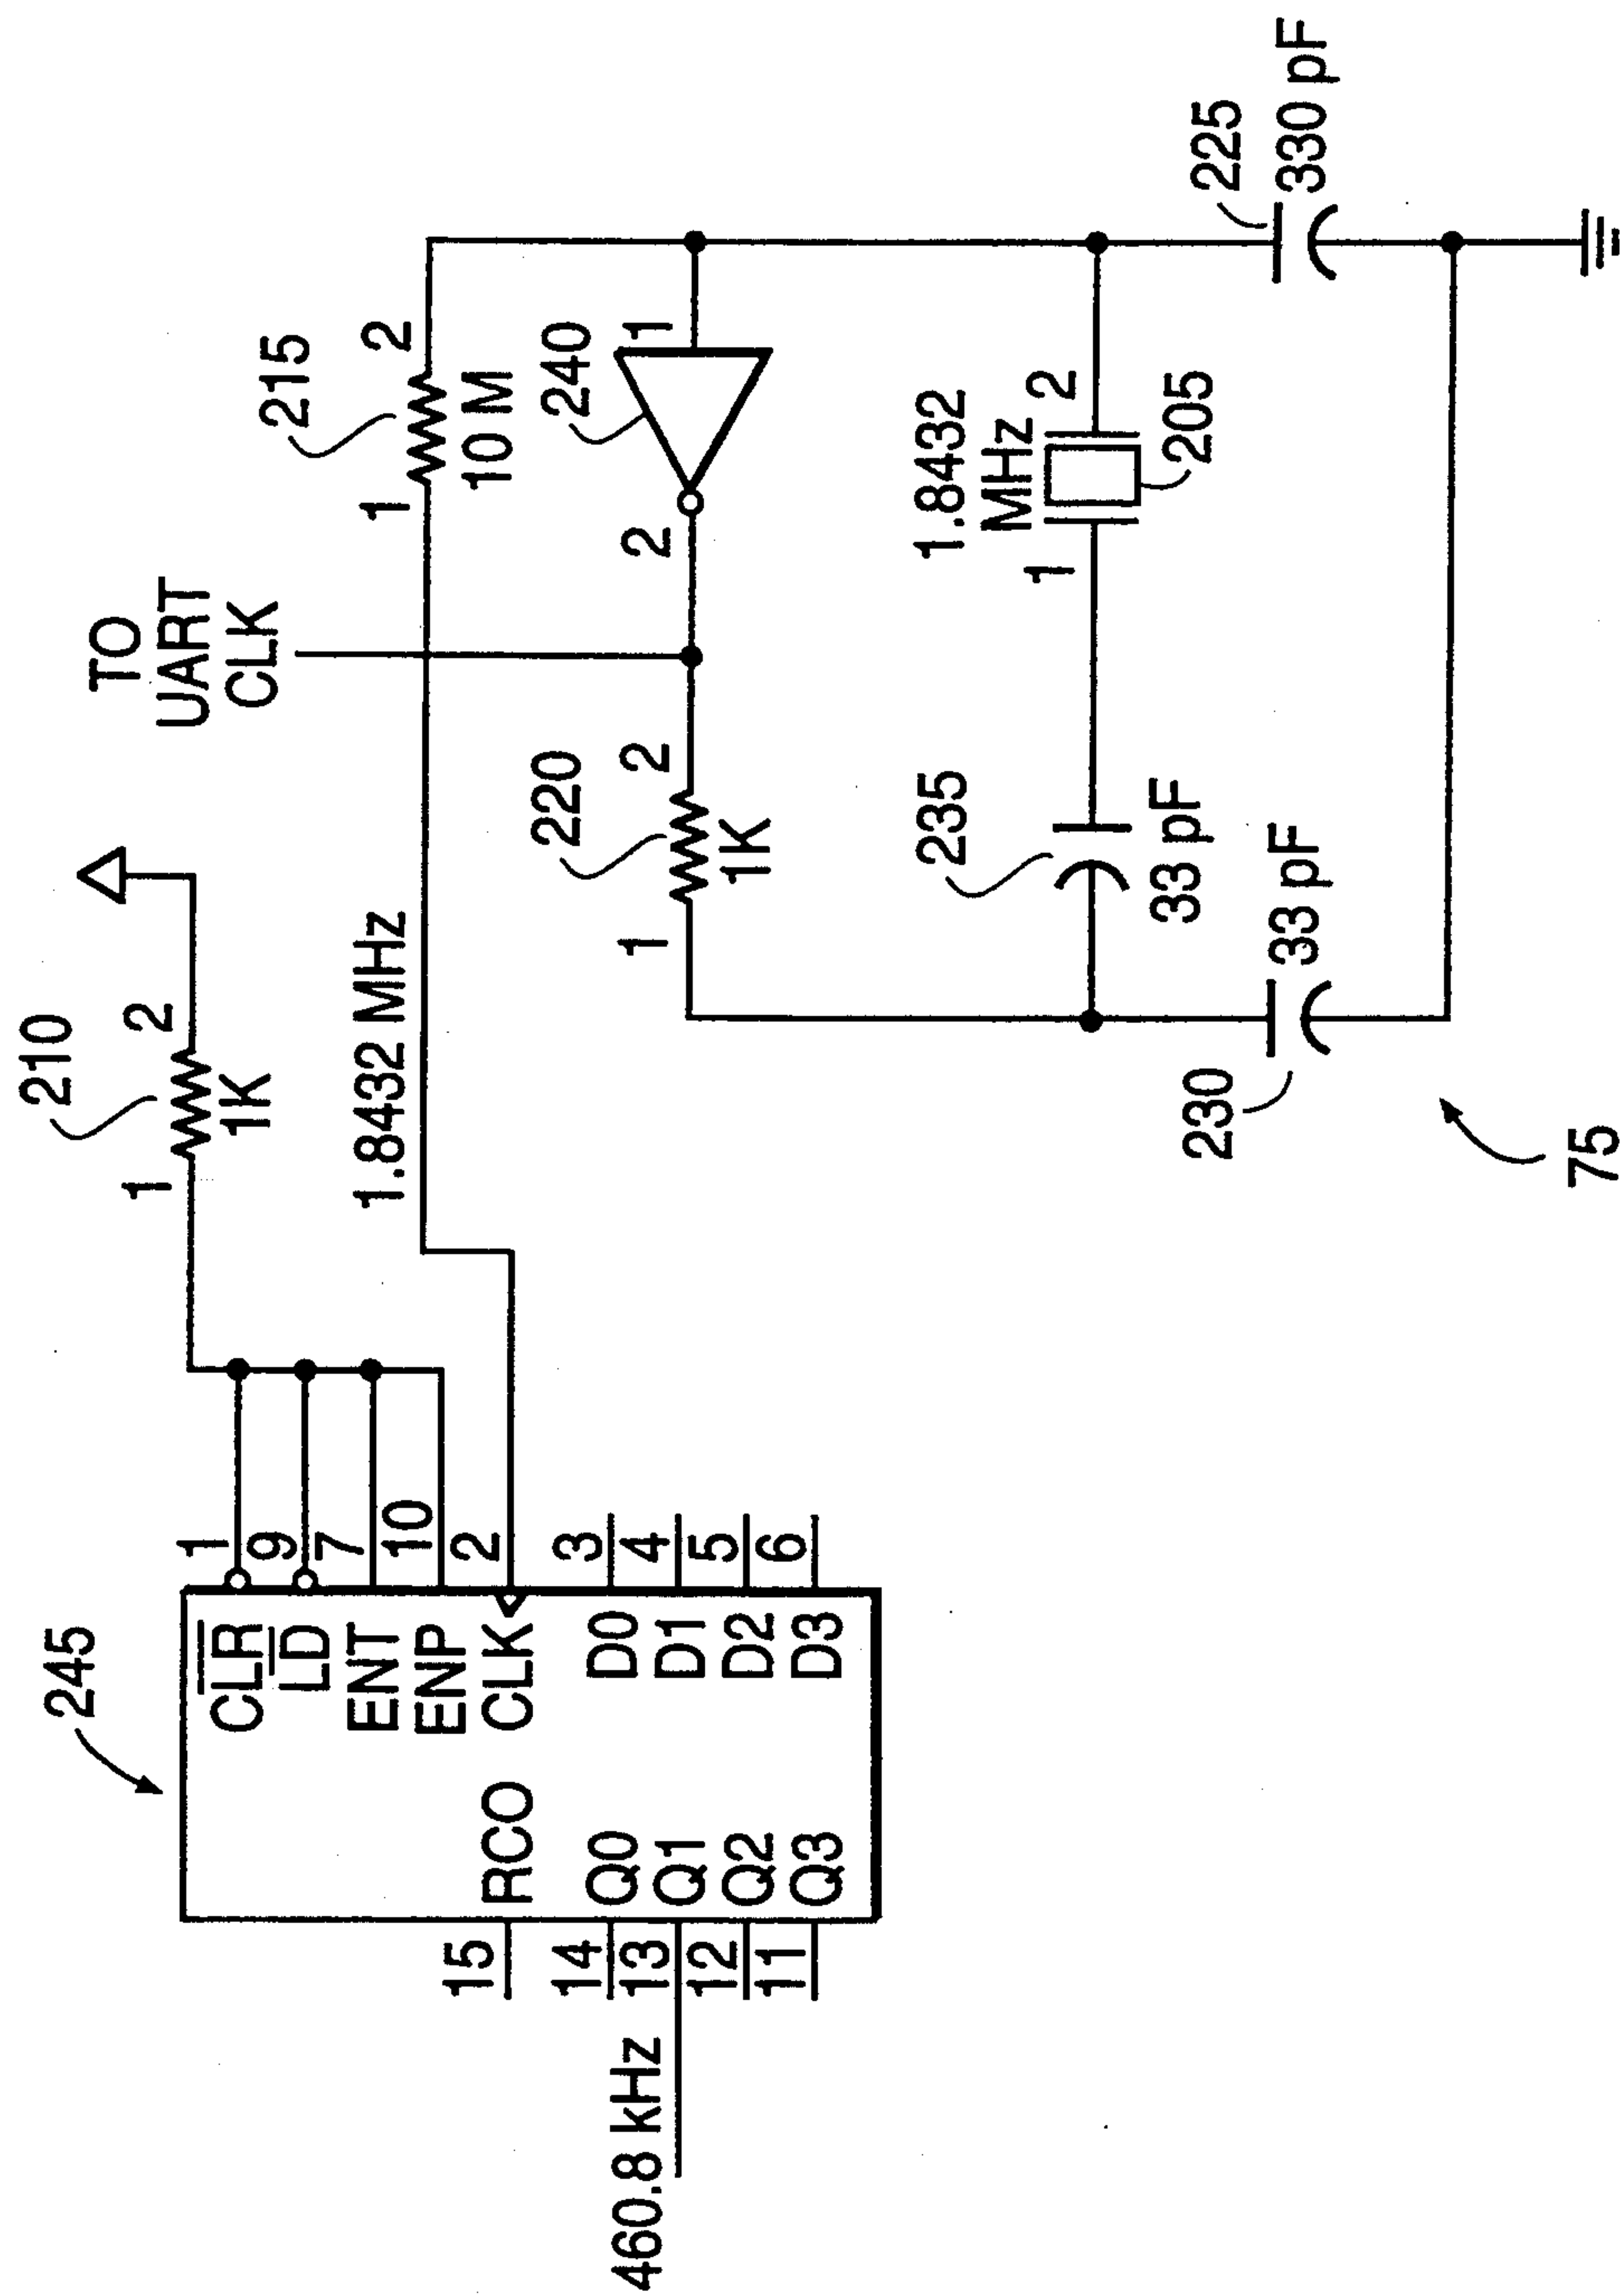 245
CLR
LD
ENT
ENP
CLK
RCO
D0
D1
D2
D3
Q0
Q1
Q2
Q3
1
9
7
10
2
3
4
5
6
15
14
13
12
11
460.8 kHz
210
1
2
1K
1.8432 MHz
TO
UART
CLK
215
1
2
10 M
240
1
2
220
1
2
1K
235
33 pF
1.8432
MHz
1
2
205
230
33 pF
225
330 pF
75